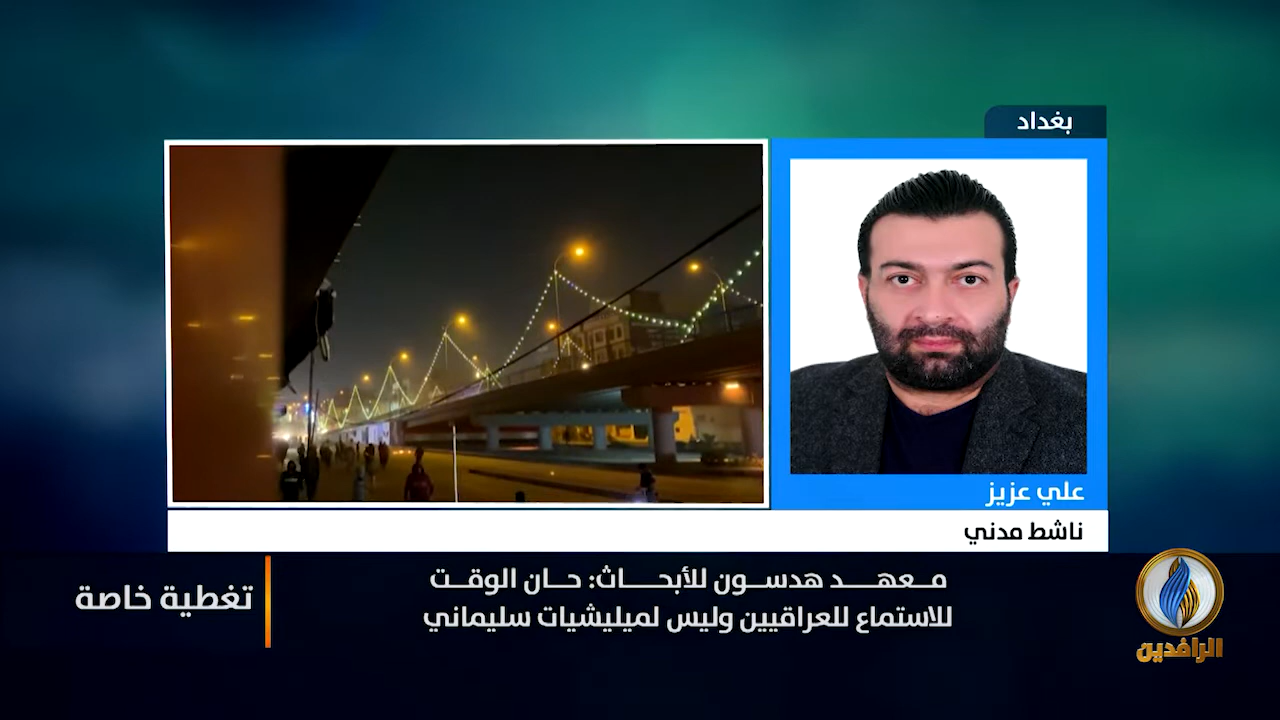 بغداد
علي عزيز
ناشط مدني
معهد هدسون للأبحاث: حان الوقت
للاستماع للعراقيين وليس لميليشيات سليماني
تغطية خاصة
الرافدين